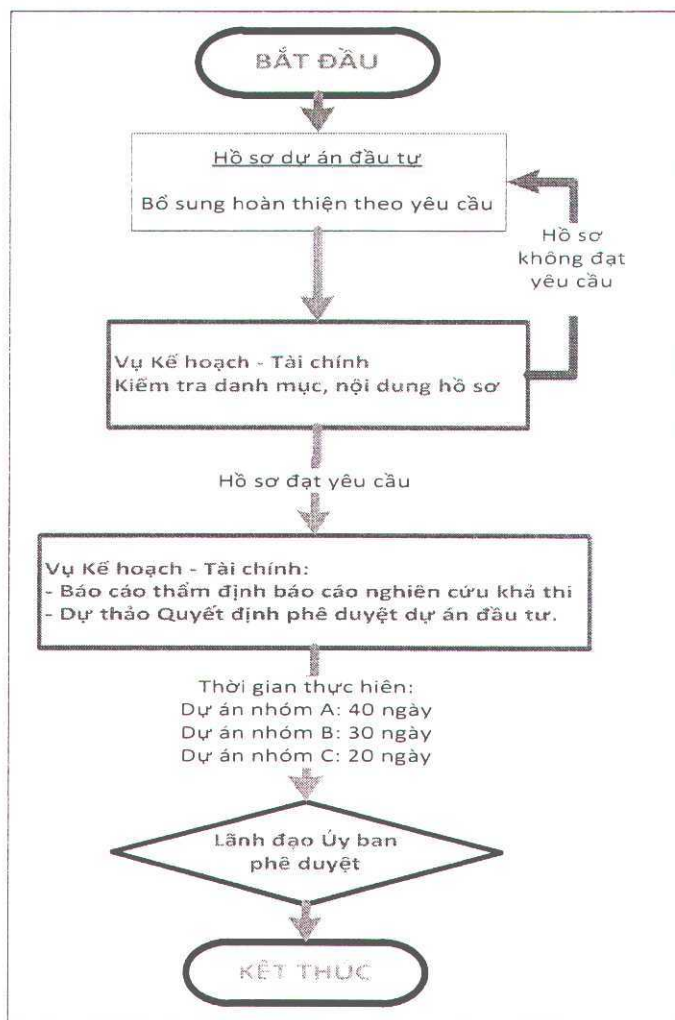 BẮT ĐẦU
Hồ sơ dự án đầu tư
Bổ sung hoàn thiện theo yêu cầu
Hồ sơ
không đạt
yêu cầu
Vụ Kế hoạch - Tài chính
Kiểm tra danh mục, nội dung hồ sơ
Hồ sơ đạt yêu cầu
Vụ Kế hoạch - Tài chính:
- Báo cáo thẩm định báo cáo nghiên cứu khả thi
- Dự thảo Quyết định phê duyệt dự án đầu tư.
Thời gian thực hiên:
Dự án nhóm A: 40 ngày
Dự án nhóm B: 30 ngày
Dự án nhóm C: 20 ngày
Lãnh đạo Ủy ban
phê duyệt
KẾT THÚC